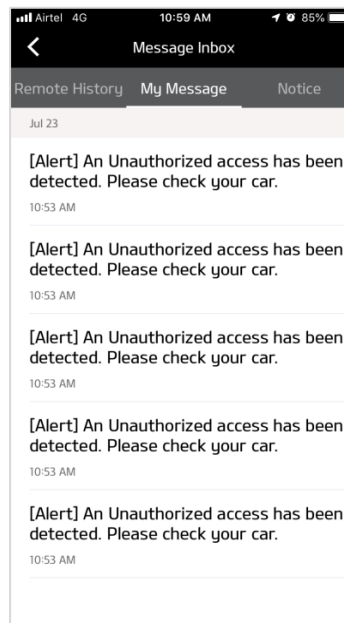 Airtel 4G 10:59 AM 85%
Message Inbox
Remote History My Message Notice
Jul 23
[Alert] An Unauthorized access has been
detected. Please check your car.
10:53 AM
[Alert] An Unauthorized access has been
detected. Please check your car.
10:53 AM
[Alert] An Unauthorized access has been
detected. Please check your car.
10:53 AM
[Alert] An Unauthorized access has been
detected. Please check your car.
10:53 AM
[Alert] An Unauthorized access has been
detected. Please check your car.
10:53 AM